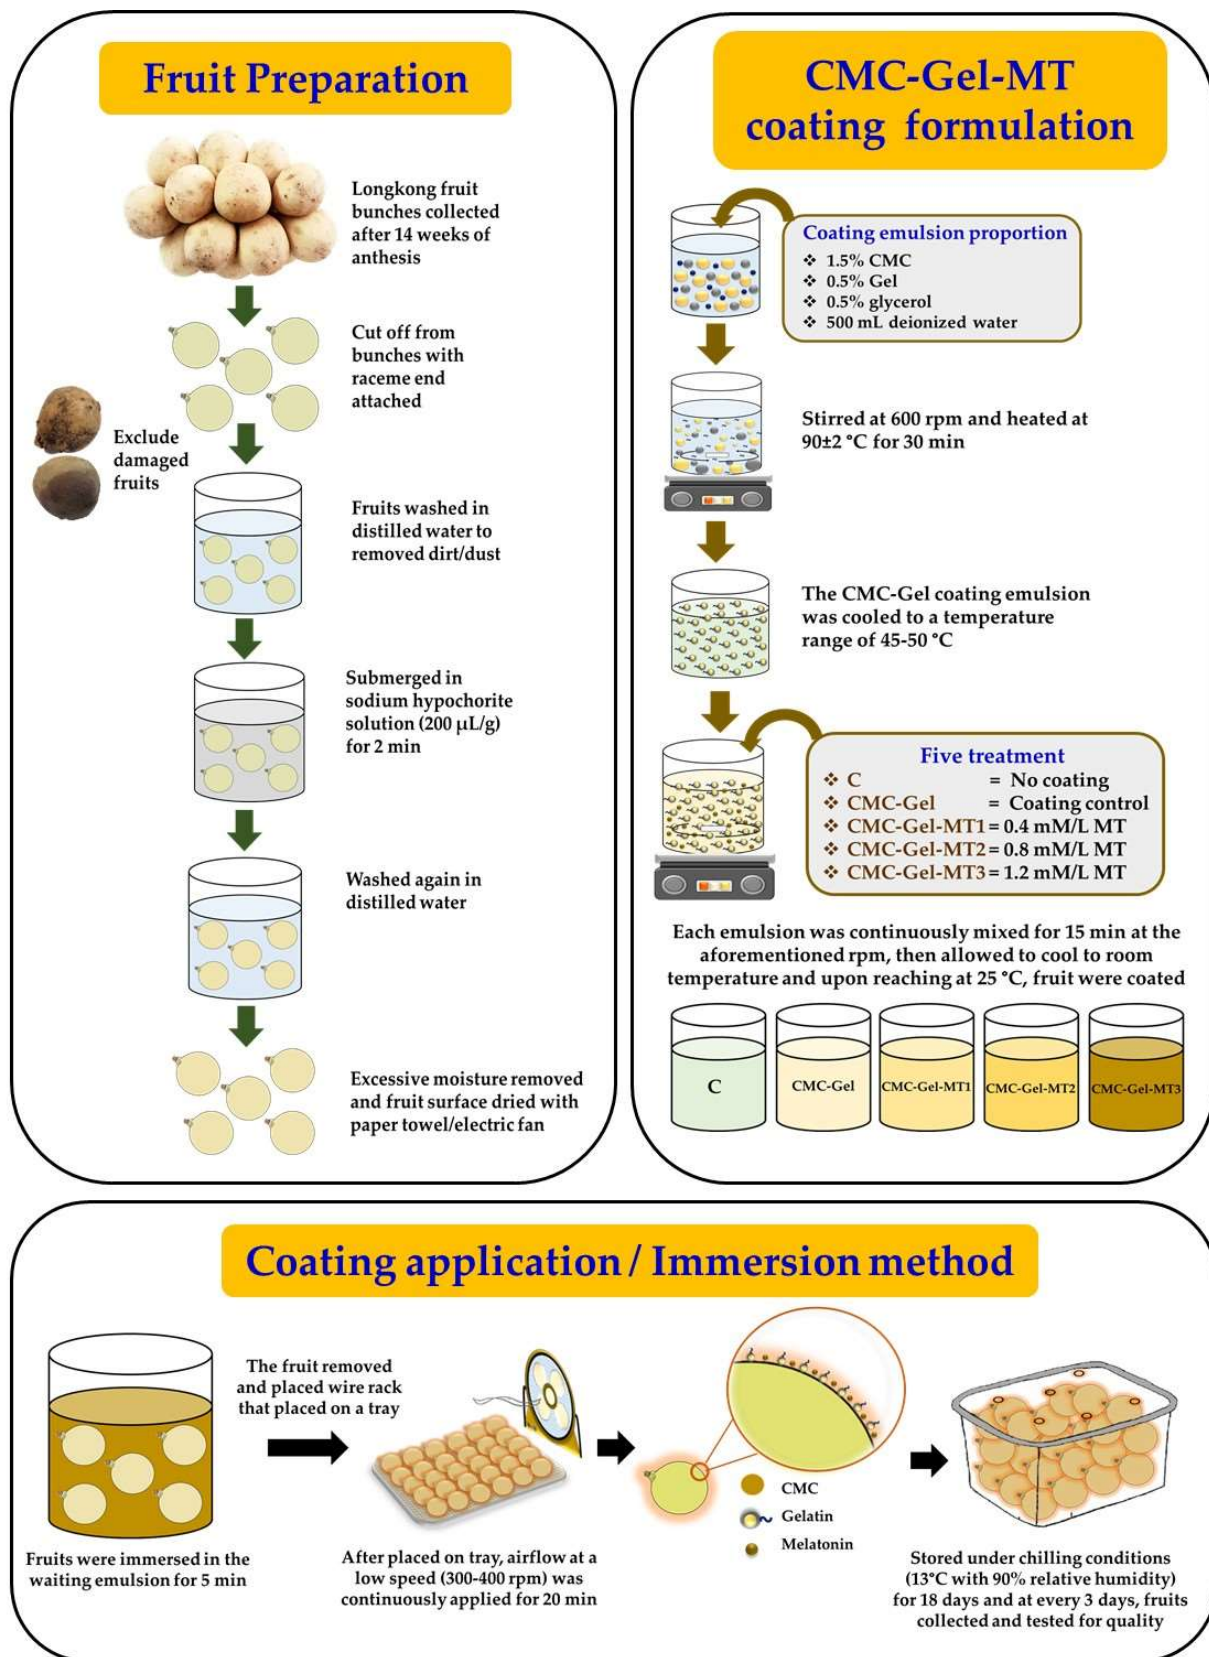 Fruit Preparation
Longkong fruit
bunches collected
after 14 weeks of
anthesis
Cut off from
bunches with
raceme end
attached
Exclude
damaged
fruits
Fruits washed in
distilled water to
removed dirt/dust
Submerged in
sodium hypochorite
solution (200 µL/g)
for 2 min
Washed again in
distilled water
Excessive moisture removed
and fruit surface dried with
paper towel/electric fan
CMC-Gel-MT
coating formulation
Coating emulsion proportion
❖ 1.5% CMC
❖ 0.5% Gel
❖ 0.5% glycerol
❖ 500 mL deionized water
Stirred at 600 rpm and heated at
90±2 °C for 30 min
The CMC-Gel coating emulsion
was cooled to a temperature
range of 45-50 °C
Five treatment
❖ C = No coating
❖ CMC-Gel = Coating control
❖ CMC-Gel-MT1 = 0.4 mM/L MT
❖ CMC-Gel-MT2 = 0.8 mM/L MT
❖ CMC-Gel-MT3 = 1.2 mM/L MT
Each emulsion was continuously mixed for 15 min at the
aforementioned rpm, then allowed to cool to room
temperature and upon reaching at 25 °C, fruit were coated
C
CMC-Gel
CMC-Gel-MT1
CMC-Gel-MT2
CMC-Gel-MT3
Coating application / Immersion method
Fruits were immersed in the
waiting emulsion for 5 min
The fruit removed
and placed wire rack
that placed on a tray
After placed on tray, airflow at a
low speed (300-400 rpm) was
continuously applied for 20 min
CMC
Gelatin
Melatonin
Stored under chilling conditions
(13°C with 90% relative humidity)
for 18 days and at every 3 days, fruits
collected and tested for quality